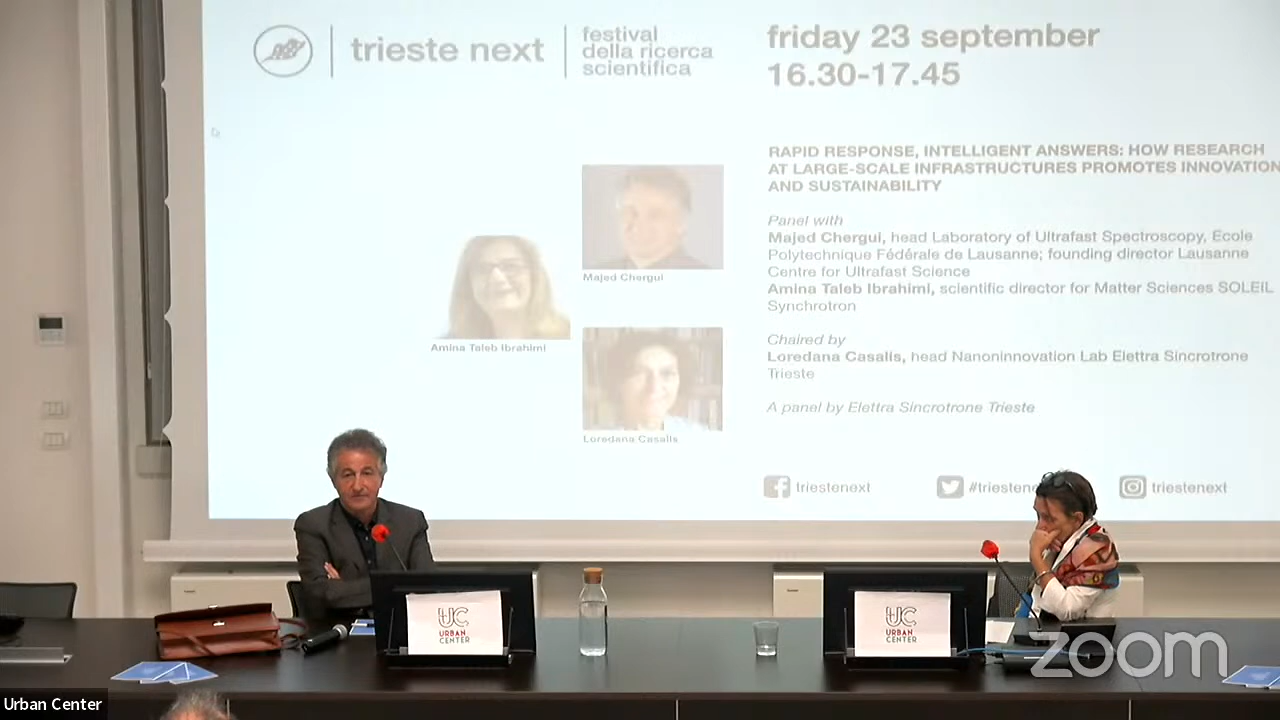 trieste next
festival
della ricerca
scientifica
friday 23 september
16.30-17.45
RAPID RESPONSE, INTELLIGENT ANSWERS: HOW RESEARCH
AT LARGE-SCALE INFRASTRUCTURES PROMOTES INNOVATION
AND SUSTAINABILITY
Panel with
Majed Chergui, head Laboratory of Ultrafast Spectroscopy, Ecole
Polytechnique Fédérale de Lausanne; founding director Lausanne
Centre for Ultrafast Science
Amina Taleb Ibrahimi, scientific director for Matter Sciences SOLEIL
Synchrotron
Chaired by
Loredana Casalis, head Nanoninnovation Lab Elettra Sincrotrone
Trieste
A panel by Elettra Sincrotrone Trieste
Majed Chergui
Amina Taleb Ibrahimi
Loredana Casalis
triestenext
#triesten
triestenext
UC
URBAN
CENTER
UC
URBAN
CENTER
zoom
Urban Center